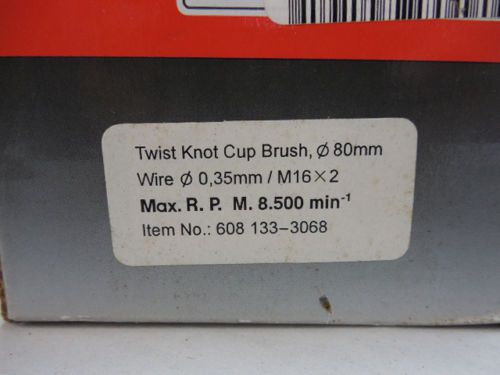 Twist Knot Cup Brush, Ø 80mm
Wire Ø 0,35mm / M16×2
Max. R. P. M. 8.500 min⁻¹
Item No.: 608 133-3068